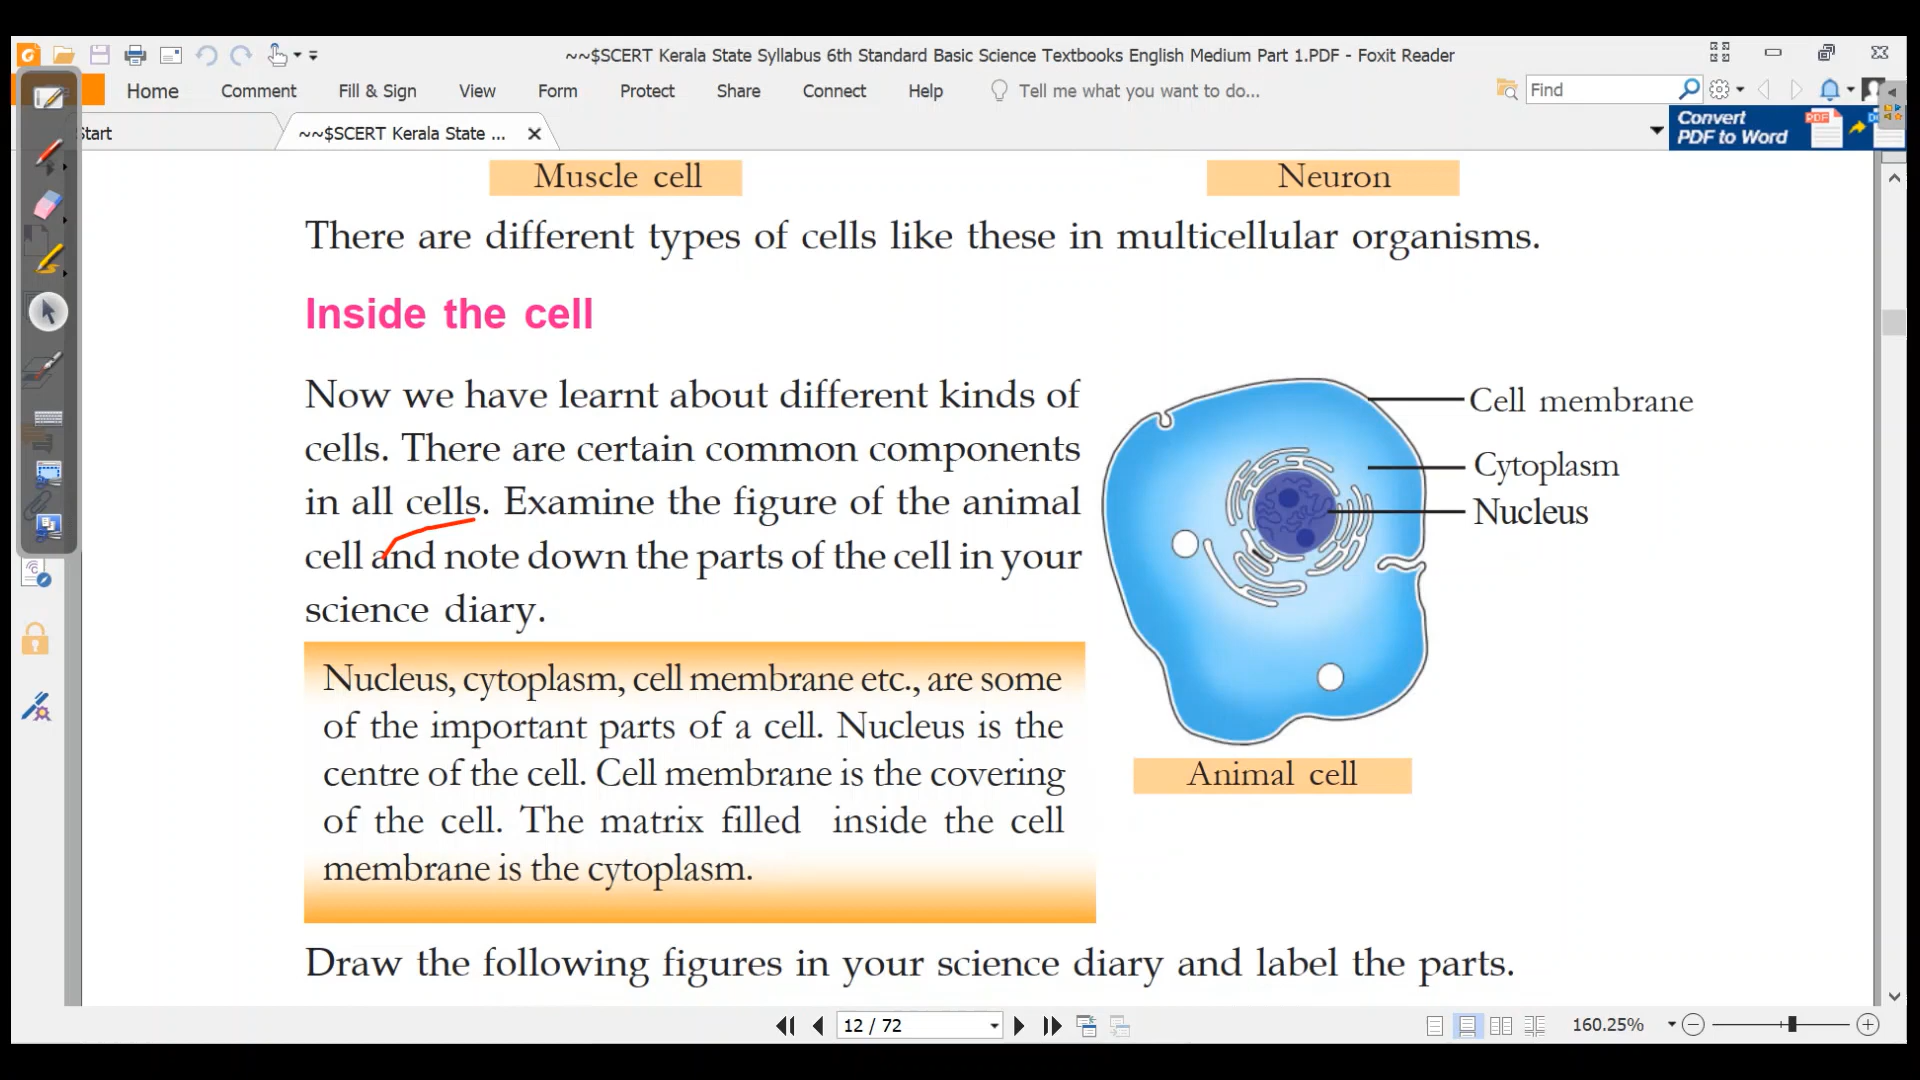 ~~$SCERT Kerala State Syllabus 6th Standard Basic Science Textbooks English Medium Part 1.PDF - Foxit Reader
Home Comment Fill & Sign View Form Protect Share Connect Help Tell me what you want to do... Find
Start ~~$SCERT Kerala State ... Convert
PDF to Word
Muscle cell Neuron
There are different types of cells like these in multicellular organisms.
Inside the cell
Now we have learnt about different kinds of
cells. There are certain common components
in all cells. Examine the figure of the animal
cell and note down the parts of the cell in your
science diary.
Cell membrane
Cytoplasm
Nucleus
Animal cell
Nucleus, cytoplasm, cell membrane etc., are some
of the important parts of a cell. Nucleus is the
centre of the cell. Cell membrane is the covering
of the cell. The matrix filled inside the cell
membrane is the cytoplasm.
Draw the following figures in your science diary and label the parts.
12 / 72 160.25%